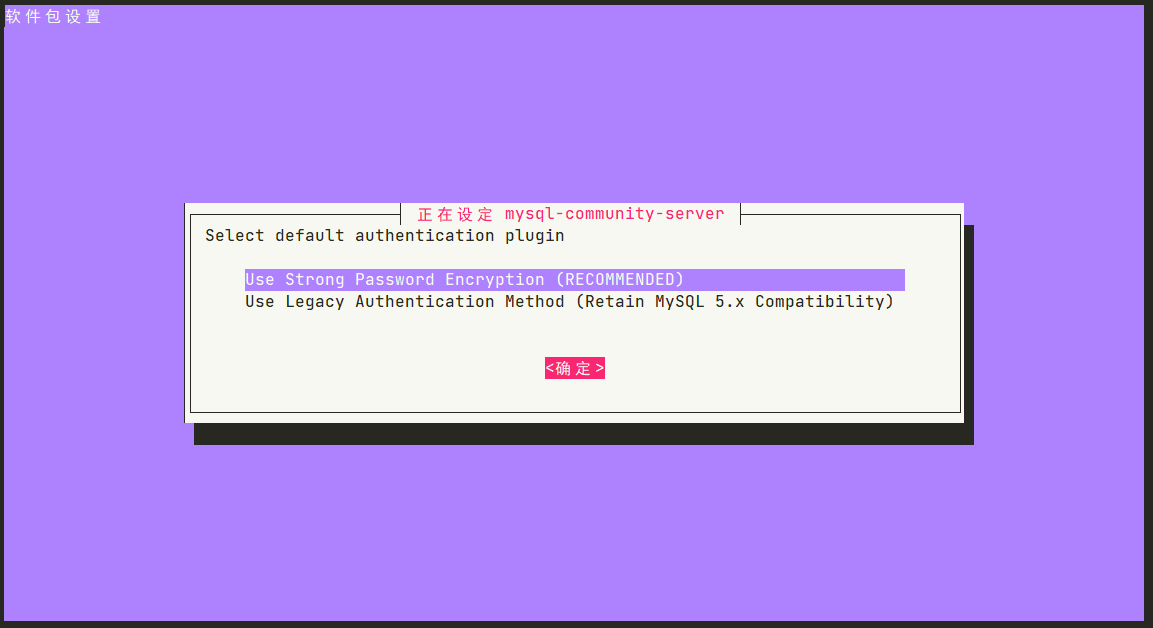 软件包设置
正在设定 mysql-community-server
Select default authentication plugin
Use Strong Password Encryption (RECOMMENDED)
Use Legacy Authentication Method (Retain MySQL 5.x Compatibility)
<确定>